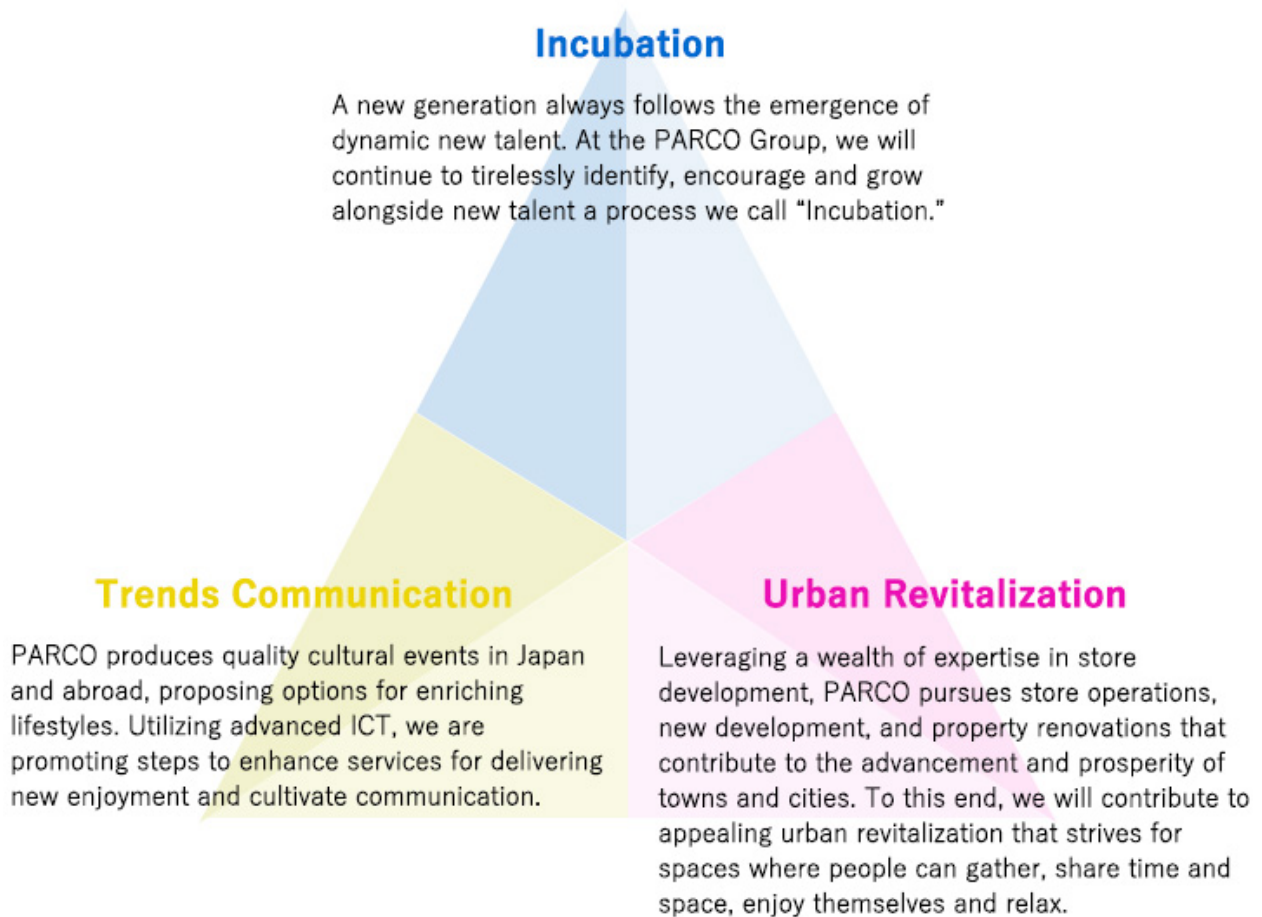 Incubation
A new generation always follows the emergence of
dynamic new talent. At the PARCO Group, we will
continue to tirelessly identify, encourage and grow
alongside new talent a process we call “Incubation.”
Trends Communication
PARCO produces quality cultural events in Japan
and abroad, proposing options for enriching
lifestyles. Utilizing advanced ICT, we are
promoting steps to enhance services for delivering
new enjoyment and cultivate communication.
Urban Revitalization
Leveraging a wealth of expertise in store
development, PARCO pursues store operations,
new development, and property renovations that
contribute to the advancement and prosperity of
towns and cities. To this end, we will contribute to
appealing urban revitalization that strives for
spaces where people can gather, share time and
space, enjoy themselves and relax.